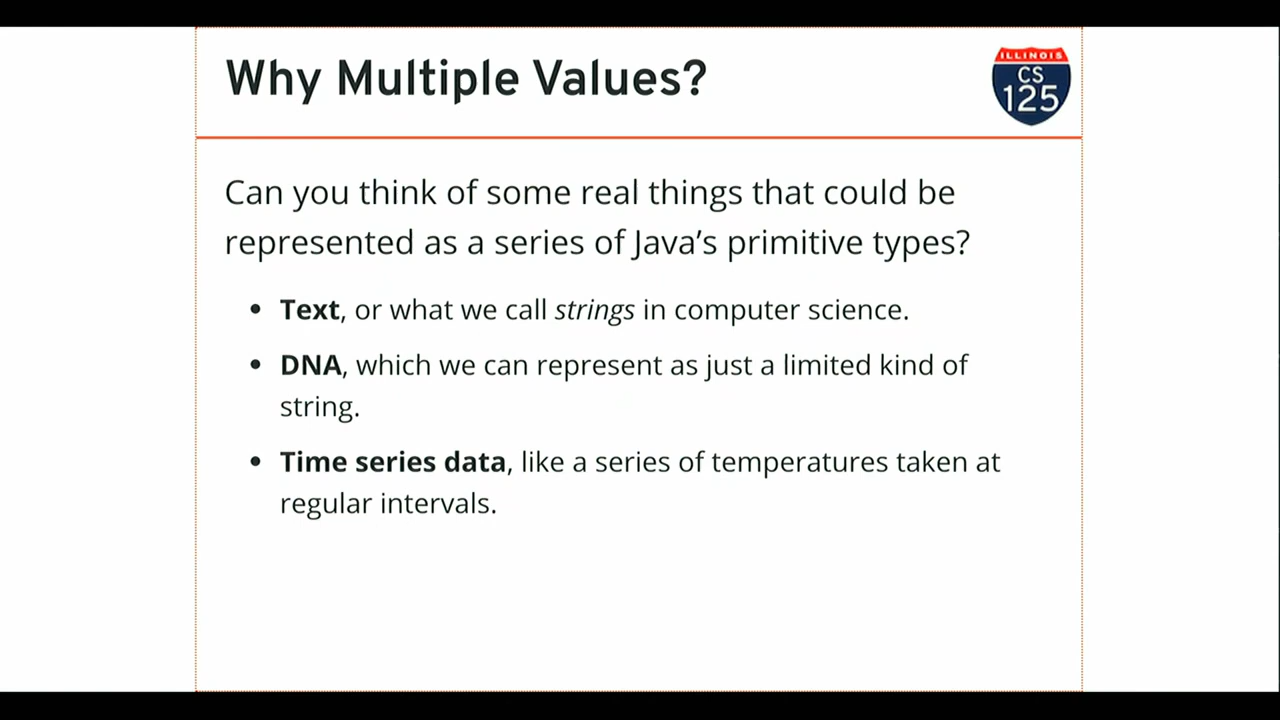 Why Multiple Values?
ILLINOIS
CS
125
Can you think of some real things that could be
represented as a series of Java’s primitive types?
• Text, or what we call strings in computer science.
• DNA, which we can represent as just a limited kind of
string.
• Time series data, like a series of temperatures taken at
regular intervals.